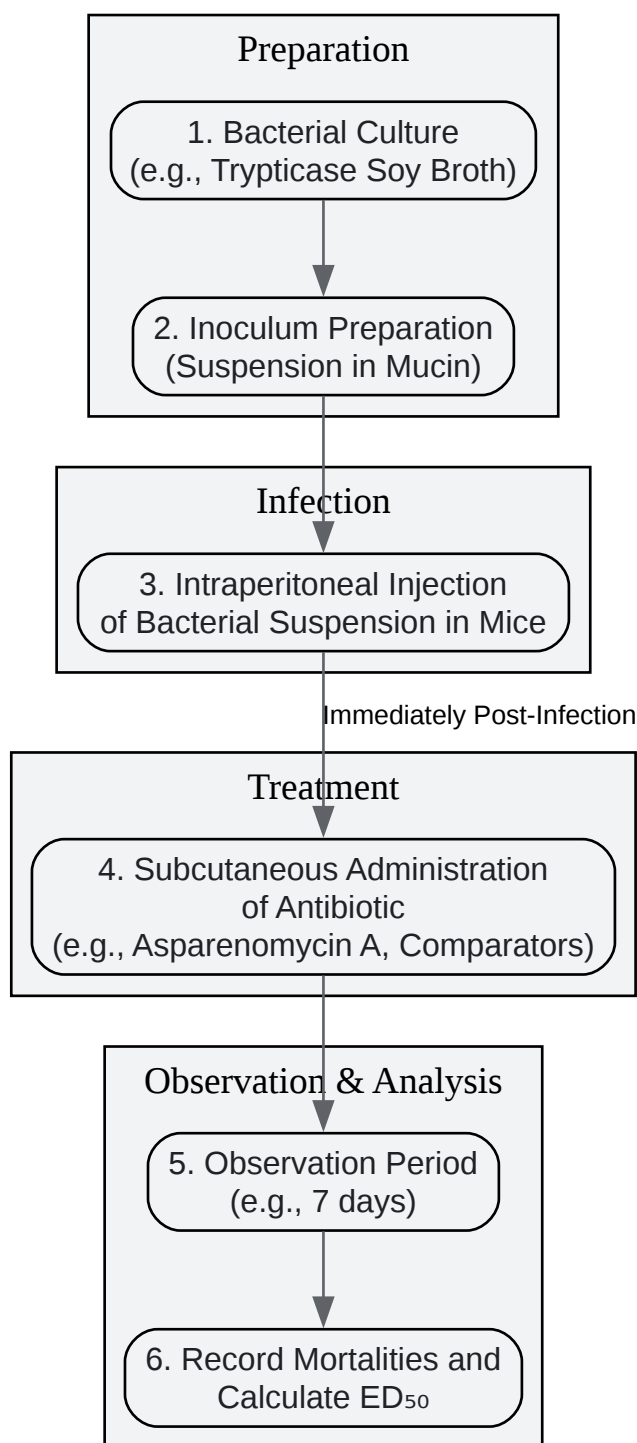 Preparation
1. Bacterial Culture
(e.g., Trypticase Soy Broth)
2. Inoculum Preparation
(Suspension in Mucin)
Infection
3. Intraperitoneal Injection
of Bacterial Suspension in Mice
Immediately Post-Infection
Treatment
4. Subcutaneous Administration
of Antibiotic
(e.g., Asparenomycin A, Comparators)
Observation & Analysis
5. Observation Period
(e.g., 7 days)
6. Record Mortalities and
Calculate ED₅₀